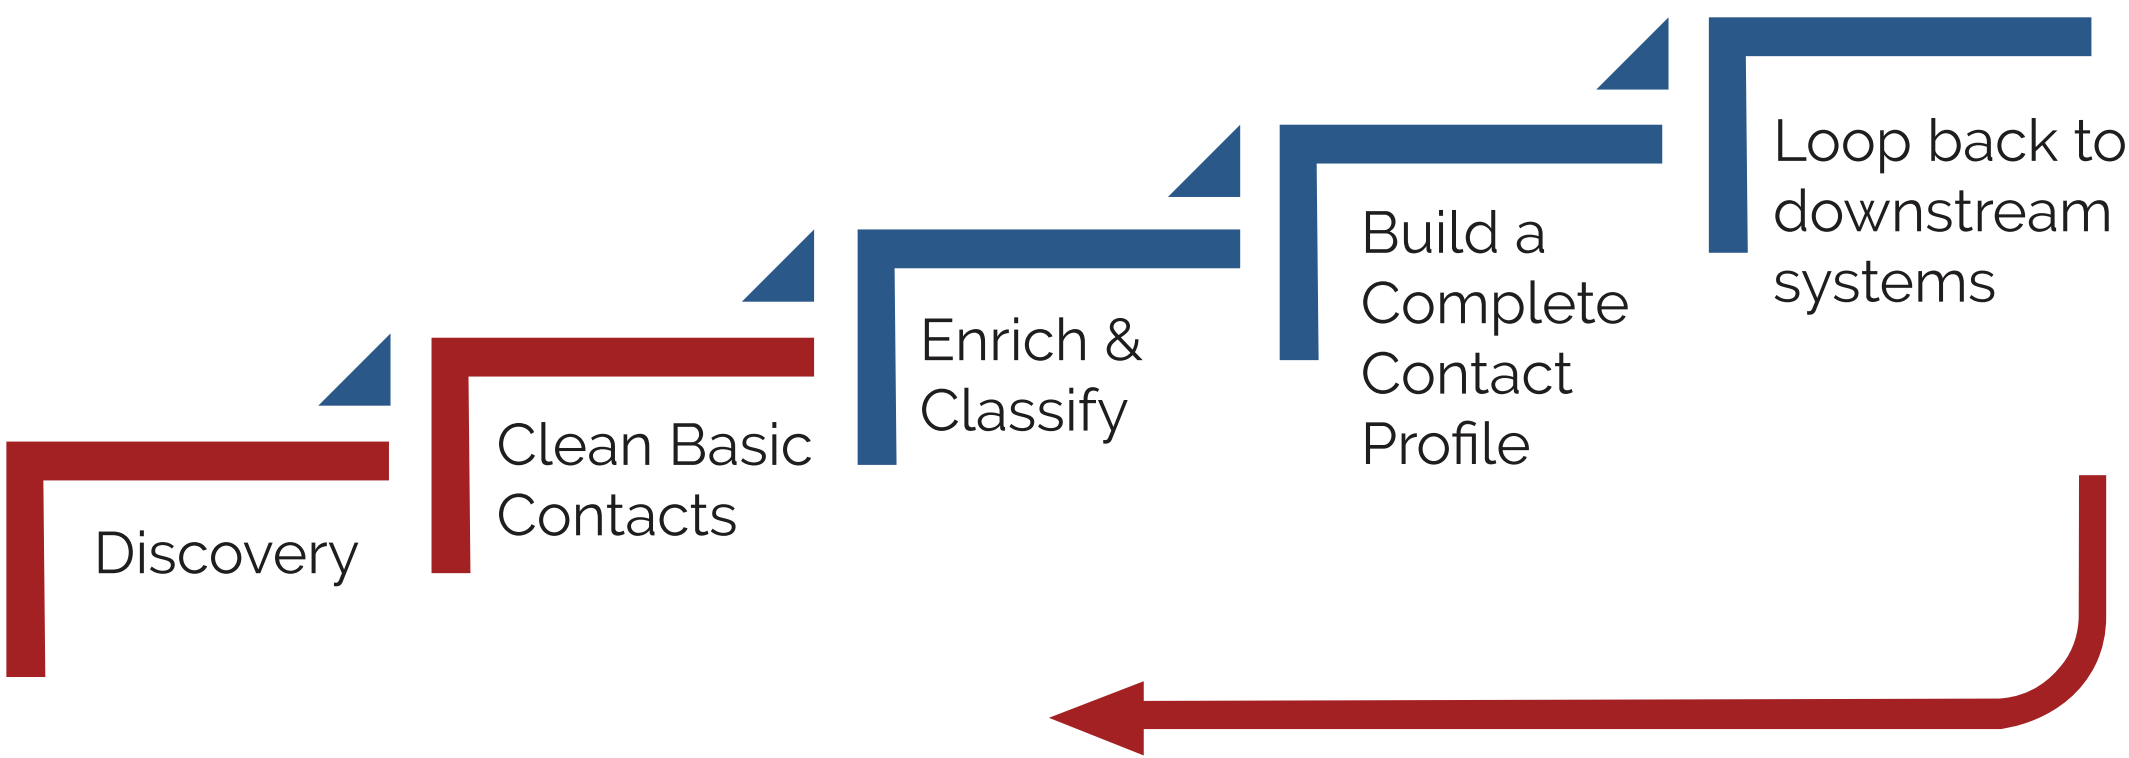 Discovery
Clean Basic
Contacts
Enrich &
Classify
Build a
Complete
Contact
Profile
Loop back to
downstream
systems